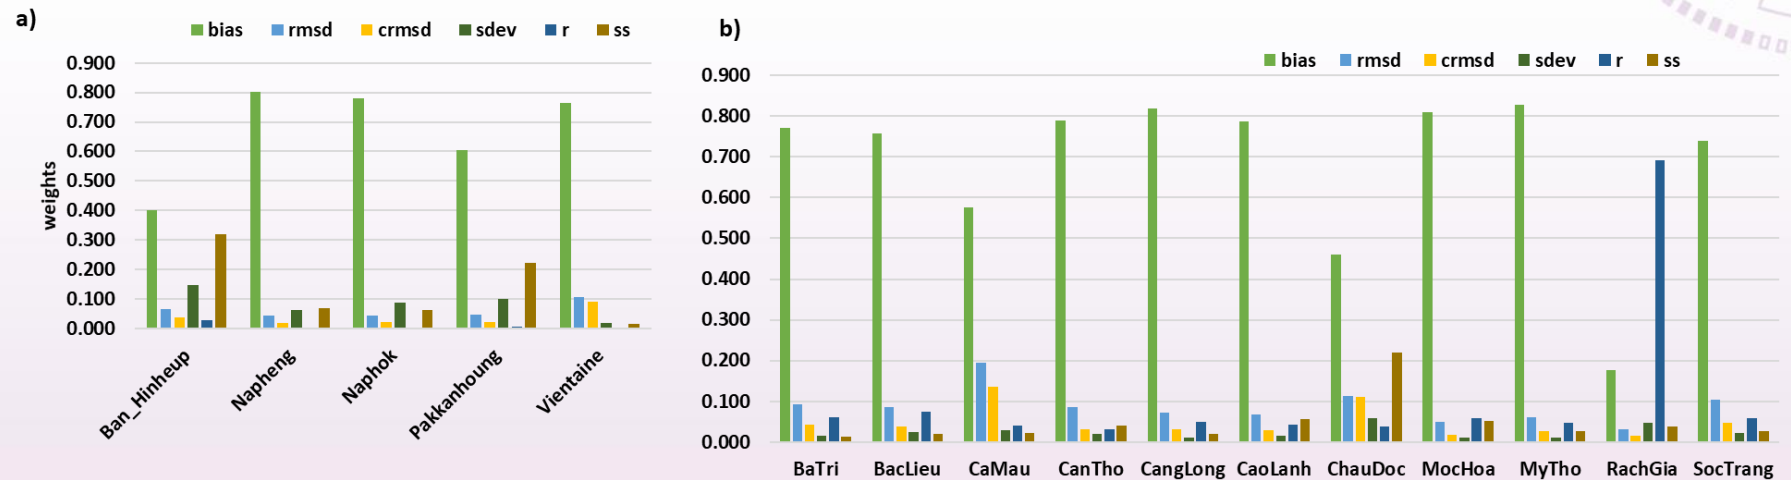 a)
bias rmsd crmsd sdev r ss
0.900
0.800
0.700
0.600
0.500
0.400
0.300
0.200
0.100
0.000
weights
Ban_Hinheup Napheng Naphok Pakkanhoung Vientaine
b)
bias rmsd crmsd sdev r ss
0.900
0.800
0.700
0.600
0.500
0.400
0.300
0.200
0.100
0.000
BaTri BacLieu CaMau CanTho CangLong CaoLanh ChauDoc MocHoa MyTho RachGia SocTrang